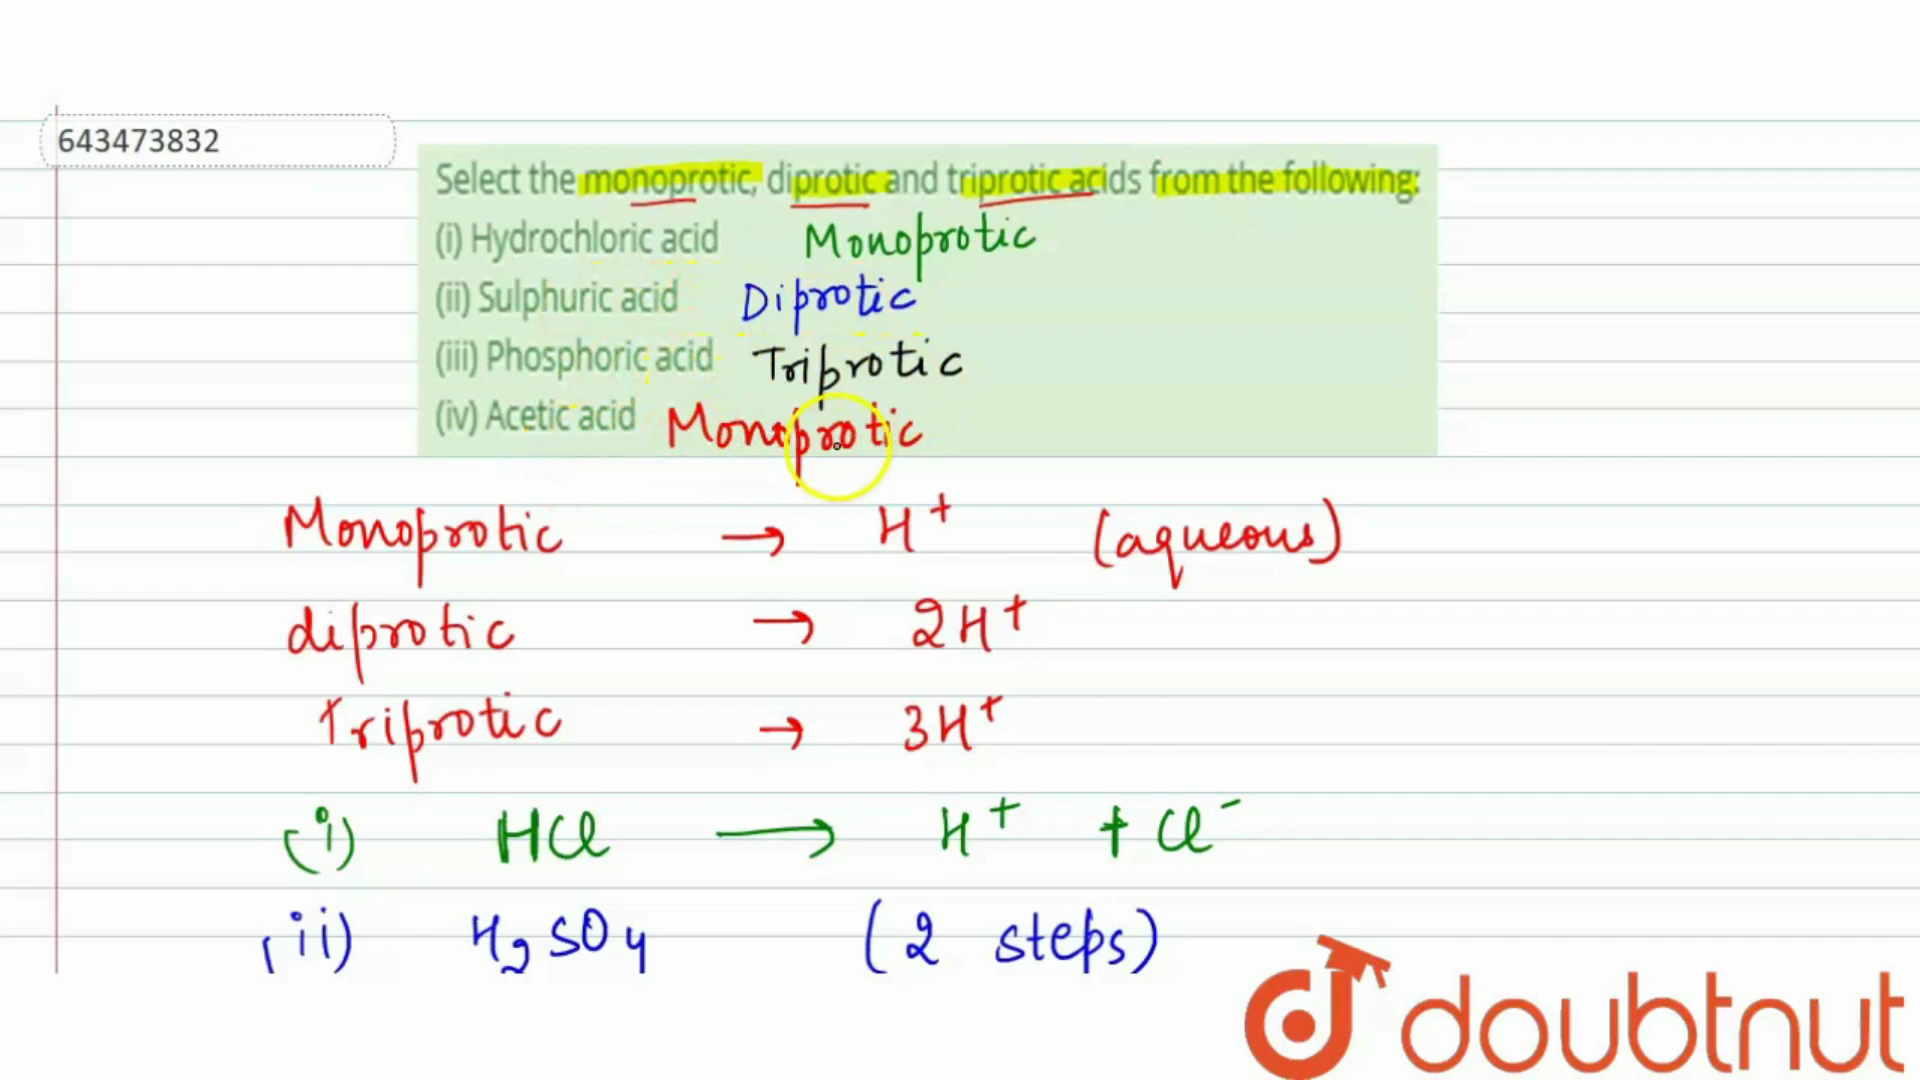 643473832
Select the monoprotic, diprotic and triprotic acids from the following:
(i) Hydrochloric acid Monoprotic
(ii) Sulphuric acid Diprotic
(iii) Phosphoric acid Triprotic
(iv) Acetic acid Monoprotic
Monoprotic → H⁺ (aqueous)
diprotic → 2H⁺
Triprotic → 3H⁺
(i) HCl → H⁺ + Cl⁻
(ii) H₂SO₄ (2 steps)
doubtnut